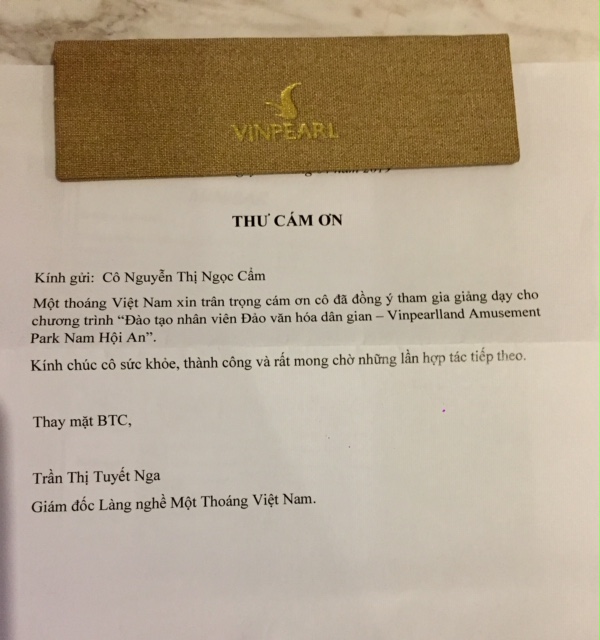 VINPEARL
THƯ CÁM ƠN
Kính gửi: Cô Nguyễn Thị Ngọc Cẩm
Một thoáng Việt Nam xin trân trọng cám ơn cô đã đồng ý tham gia giảng dạy cho
chương trình “Đào tạo nhân viên Đảo văn hóa dân gian – Vinpearlland Amusement
Park Nam Hội An”.
Kính chúc cô sức khỏe, thành công và rất mong chờ những lần hợp tác tiếp theo.
Thay mặt BTC,
Trần Thị Tuyết Nga
Giám đốc Làng nghề Một Thoáng Việt Nam.